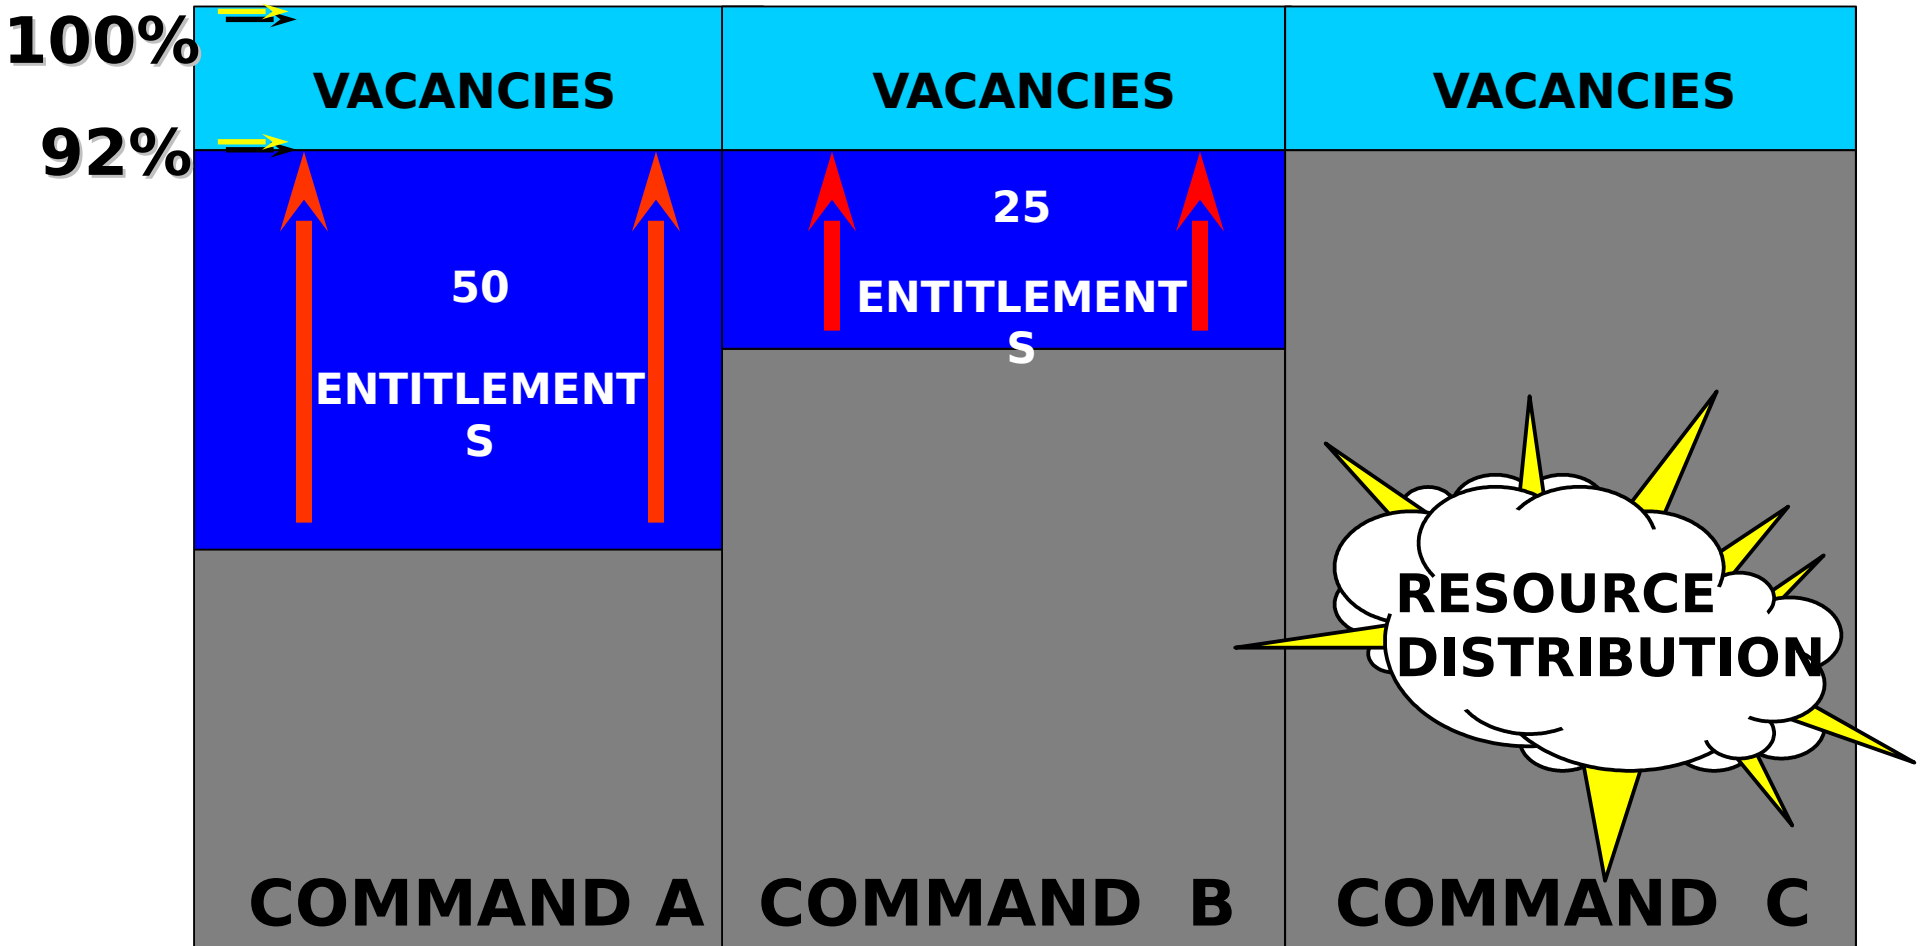 100%
VACANCIES
VACANCIES
VACANCIES
92%
50
ENTITLEMENT
S
25
ENTITLEMENT
S
RESOURCE
DISTRIBUTION
COMMAND A
COMMAND  B
COMMAND  C